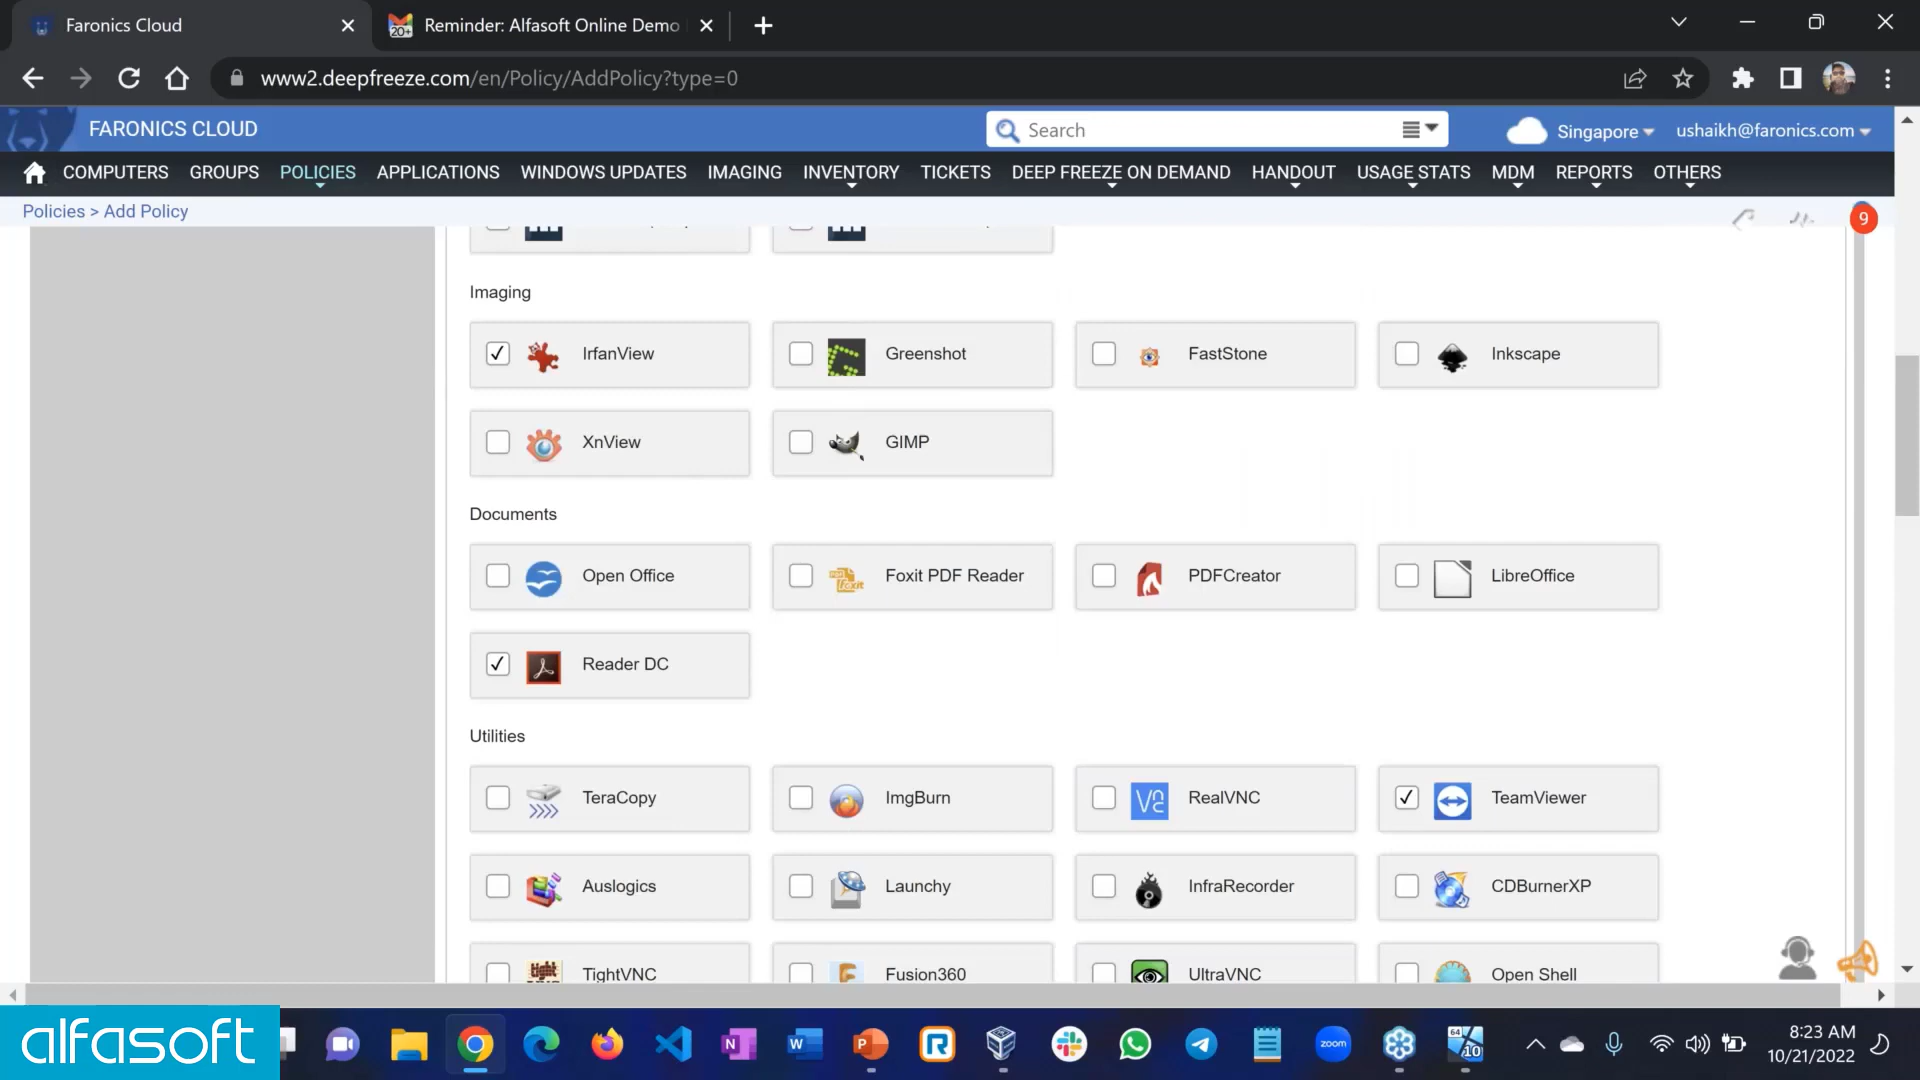 Faronics Cloud
20+ Reminder: Alfasoft Online Demo
www2.deepfreeze.com/en/Policy/AddPolicy?type=0
FARONICS CLOUD
Search
Singapore
ushaikh@faronics.com
COMPUTERS GROUPS POLICIES APPLICATIONS WINDOWS UPDATES IMAGING INVENTORY TICKETS DEEP FREEZE ON DEMAND HANDOUT USAGE STATS MDM REPORTS OTHERS
Policies > Add Policy
9
Imaging
IrfanView
Greenshot
FastStone
Inkscape
XnView
GIMP
Documents
Open Office
Foxit PDF Reader
PDFCreator
LibreOffice
Reader DC
Utilities
TeraCopy
ImgBurn
RealVNC
TeamViewer
Auslogics
Launchy
InfraRecorder
CDBurnerXP
TightVNC
Fusion360
UltraVNC
Open Shell
alfasoft
zoom
64
10
8:23 AM
10/21/2022